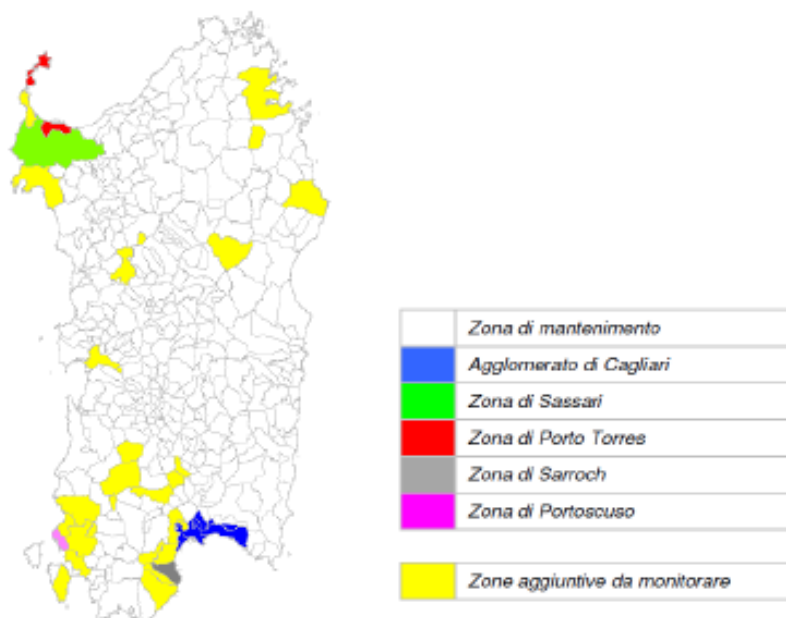 Zona di mantenimento
Agglomerato di Cagliari
Zona di Sassari
Zona di Porto Torres
Zona di Sarroch
Zona di Portoscuso
Zone aggiuntive da monitorare